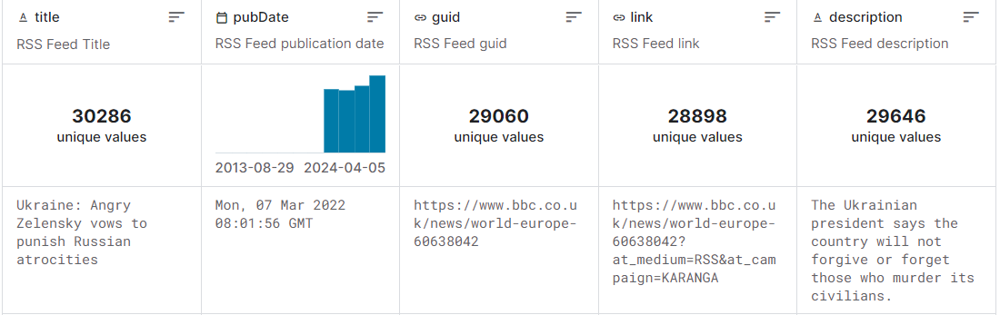 title
pubDate
guid
link
description
RSS Feed Title
RSS Feed publication date
RSS Feed guid
RSS Feed link
RSS Feed description
30286
unique values
2013-08-29
2024-04-05
29060
unique values
28898
unique values
29646
unique values
Ukraine: Angry
Zelensky vows to
punish Russian
atrocities
Mon, 07 Mar 2022
08:01:56 GMT
https://www.bbc.co.u
k/news/world-europe-
60638042
https://www.bbc.co.u
k/news/world-europe-
60638042?
at_medium=RSS&at_cam
paign=KARANGA
The Ukrainian
president says the
country will not
forgive or forget
those who murder its
civilians.